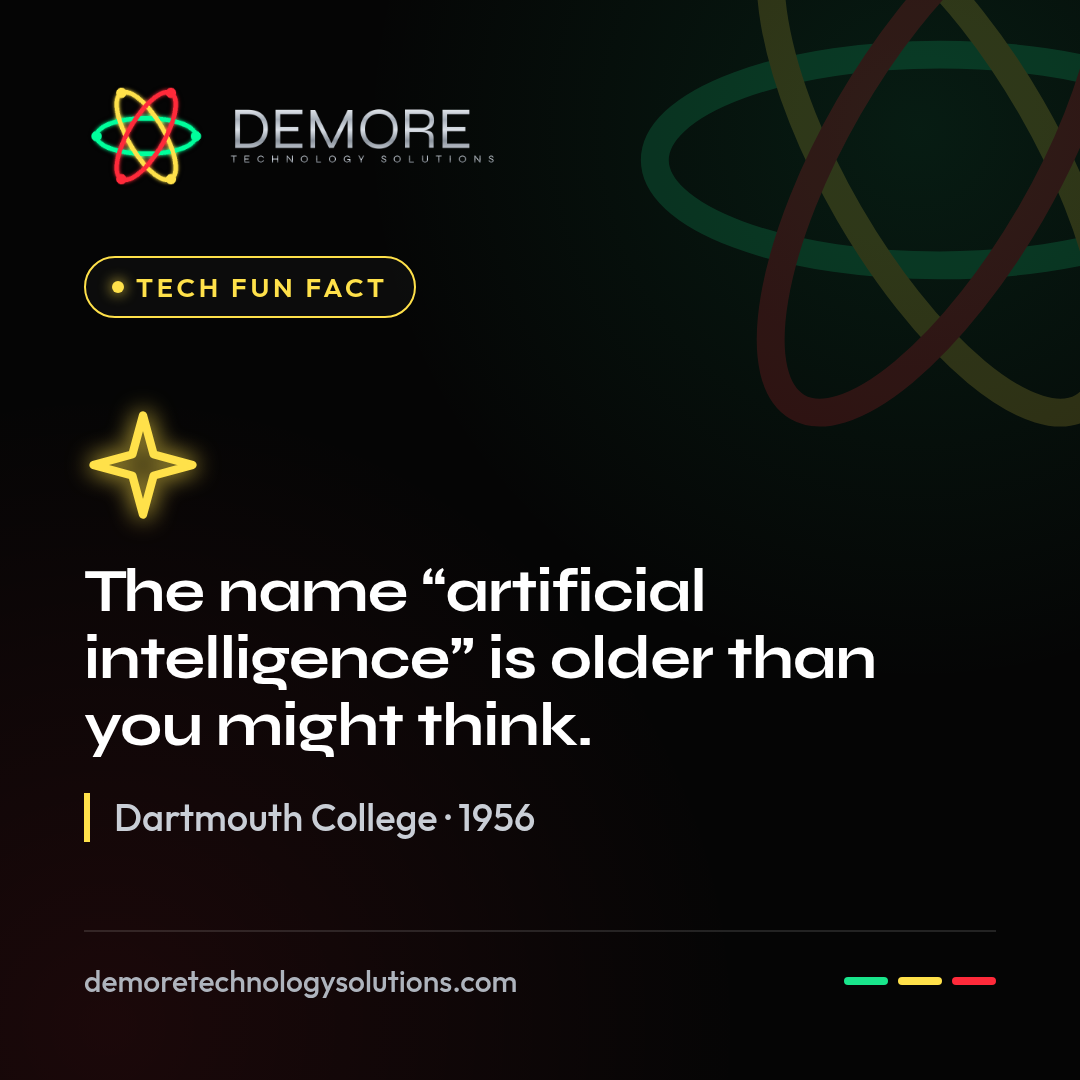 DEMORE
TECHNOLOGY SOLUTIONS
TECH FUN FACT
The name “artificial
intelligence” is older than
you might think.
Dartmouth College · 1956
demoretechnologysolutions.com